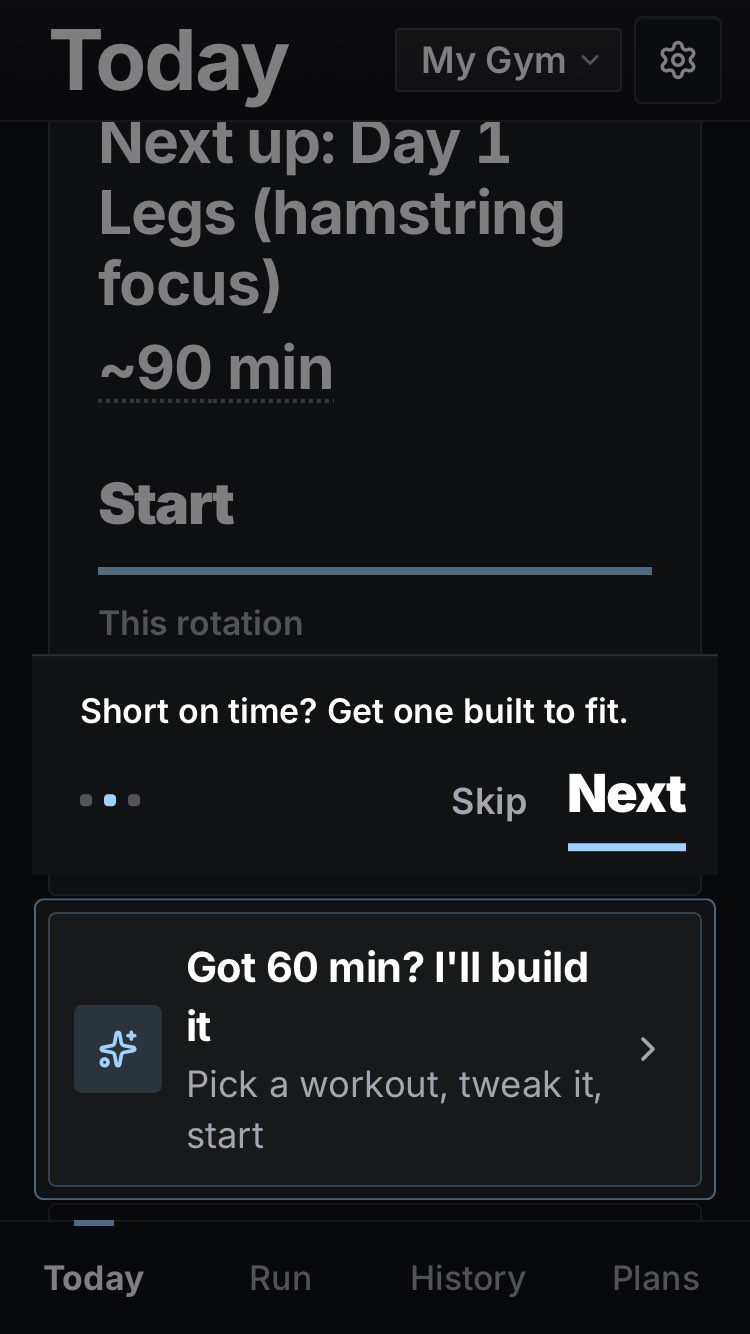 Today
My Gym
Next up: Day 1
Legs (hamstring
focus)
~90 min
Start
This rotation
Short on time? Get one built to fit.
Skip
Next
Got 60 min? I'll build
it
Pick a workout, tweak it,
start
Today
Run
History
Plans